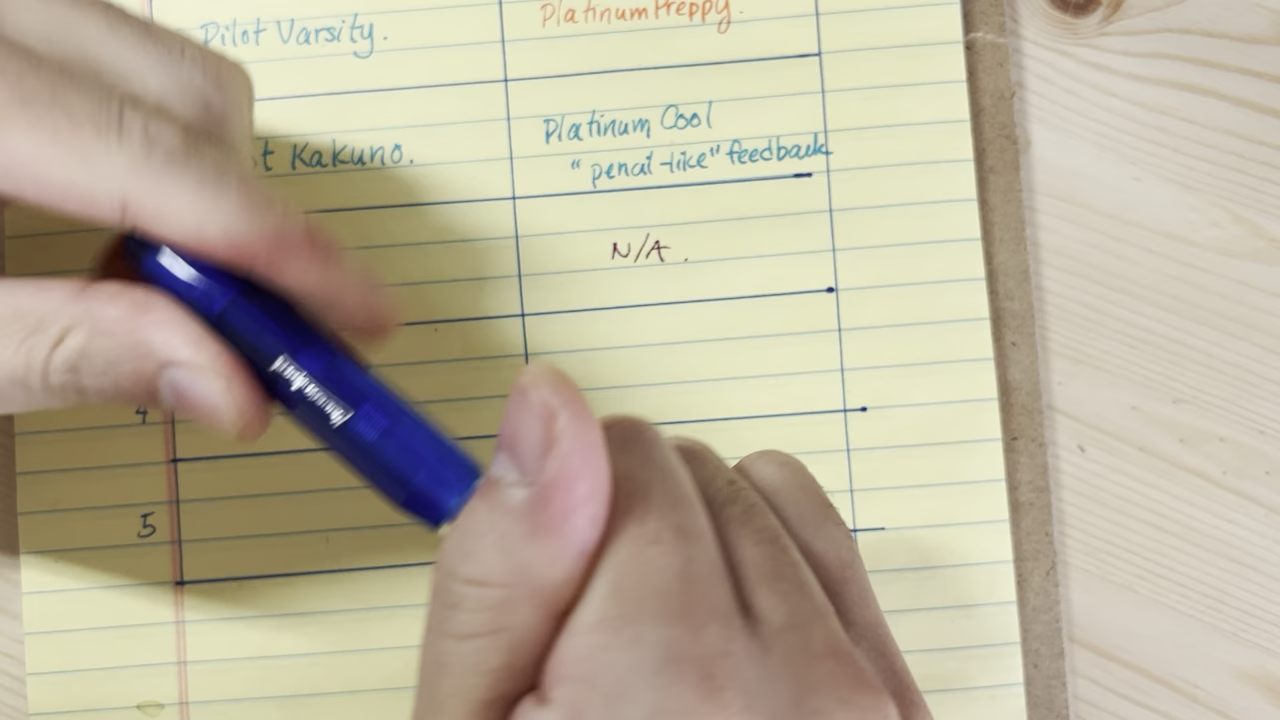 Pilot Varsity.
Platinum Preppy.
t Kakuno.
Platinum Cool
"pencil-like" feedback
N/A.
4
5